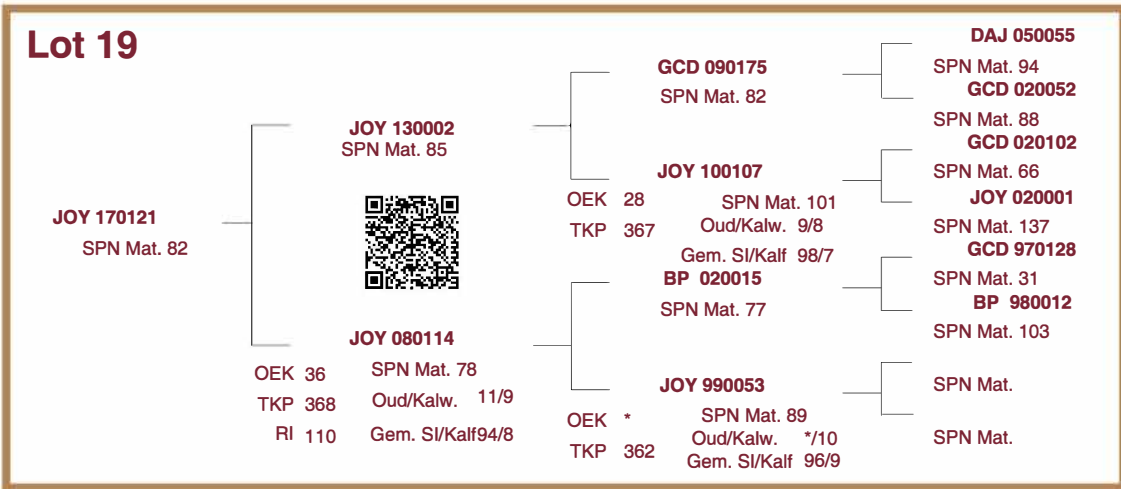 Lot 19
JOY 170121
SPN Mat. 82
JOY 130002
SPN Mat. 85
JOY 080114
OEK 36 SPN Mat. 78
TKP 368 Oud/Kalw. 11/9
RI 110 Gem. SI/Kalf94/8
GCD 090175
SPN Mat. 82
JOY 100107
OEK 28 SPN Mat. 101
TKP 367 Oud/Kalw. 9/8
Gem. SI/Kalf 98/7
BP 020015
SPN Mat. 77
JOY 990053
OEK * SPN Mat. 89
Oud/Kalw. */10
TKP 362 Gem. SI/Kalf 96/9
DAJ 050055
SPN Mat. 94
GCD 020052
SPN Mat. 88
GCD 020102
SPN Mat. 66
JOY 020001
SPN Mat. 137
GCD 970128
SPN Mat. 31
BP 980012
SPN Mat. 103
SPN Mat.
SPN Mat.